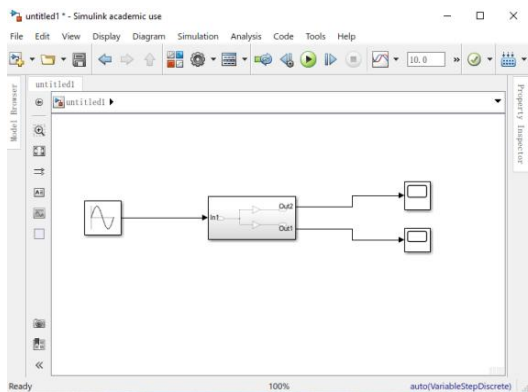 untitled1 * - Simulink academic use
File Edit View Display Diagram Simulation Analysis Code Tools Help
10.0
»
untitled1
untitled1
Model Browser
Property Inspector
In1
Out2
Out1
Ready 100% auto(VariableStepDiscrete)